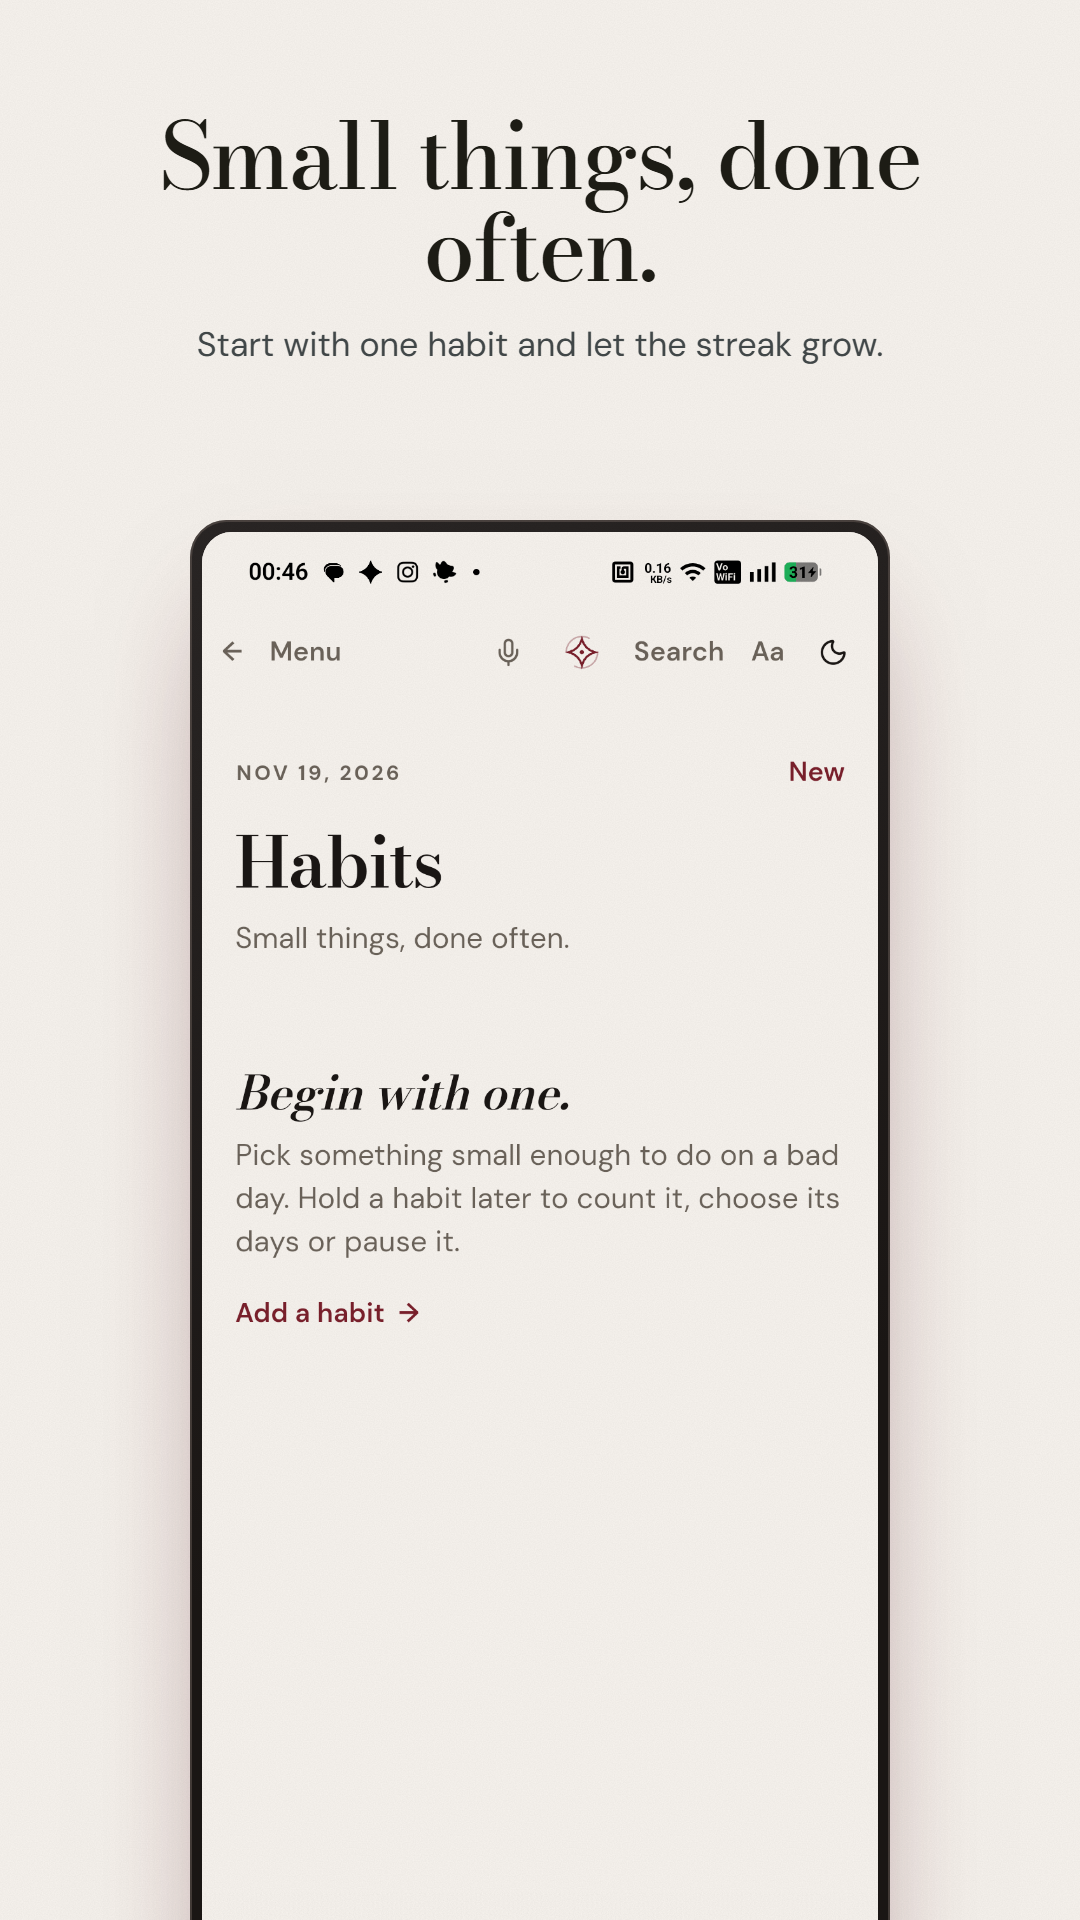 Small things, done
often.
Start with one habit and let the streak grow.
00:46
0.16
KB/s
Vo
WiFi
31
Menu
Search
Aa
NOV 19, 2026
New
Habits
Small things, done often.
Begin with one.
Pick something small enough to do on a bad
day. Hold a habit later to count it, choose its
days or pause it.
Add a habit →